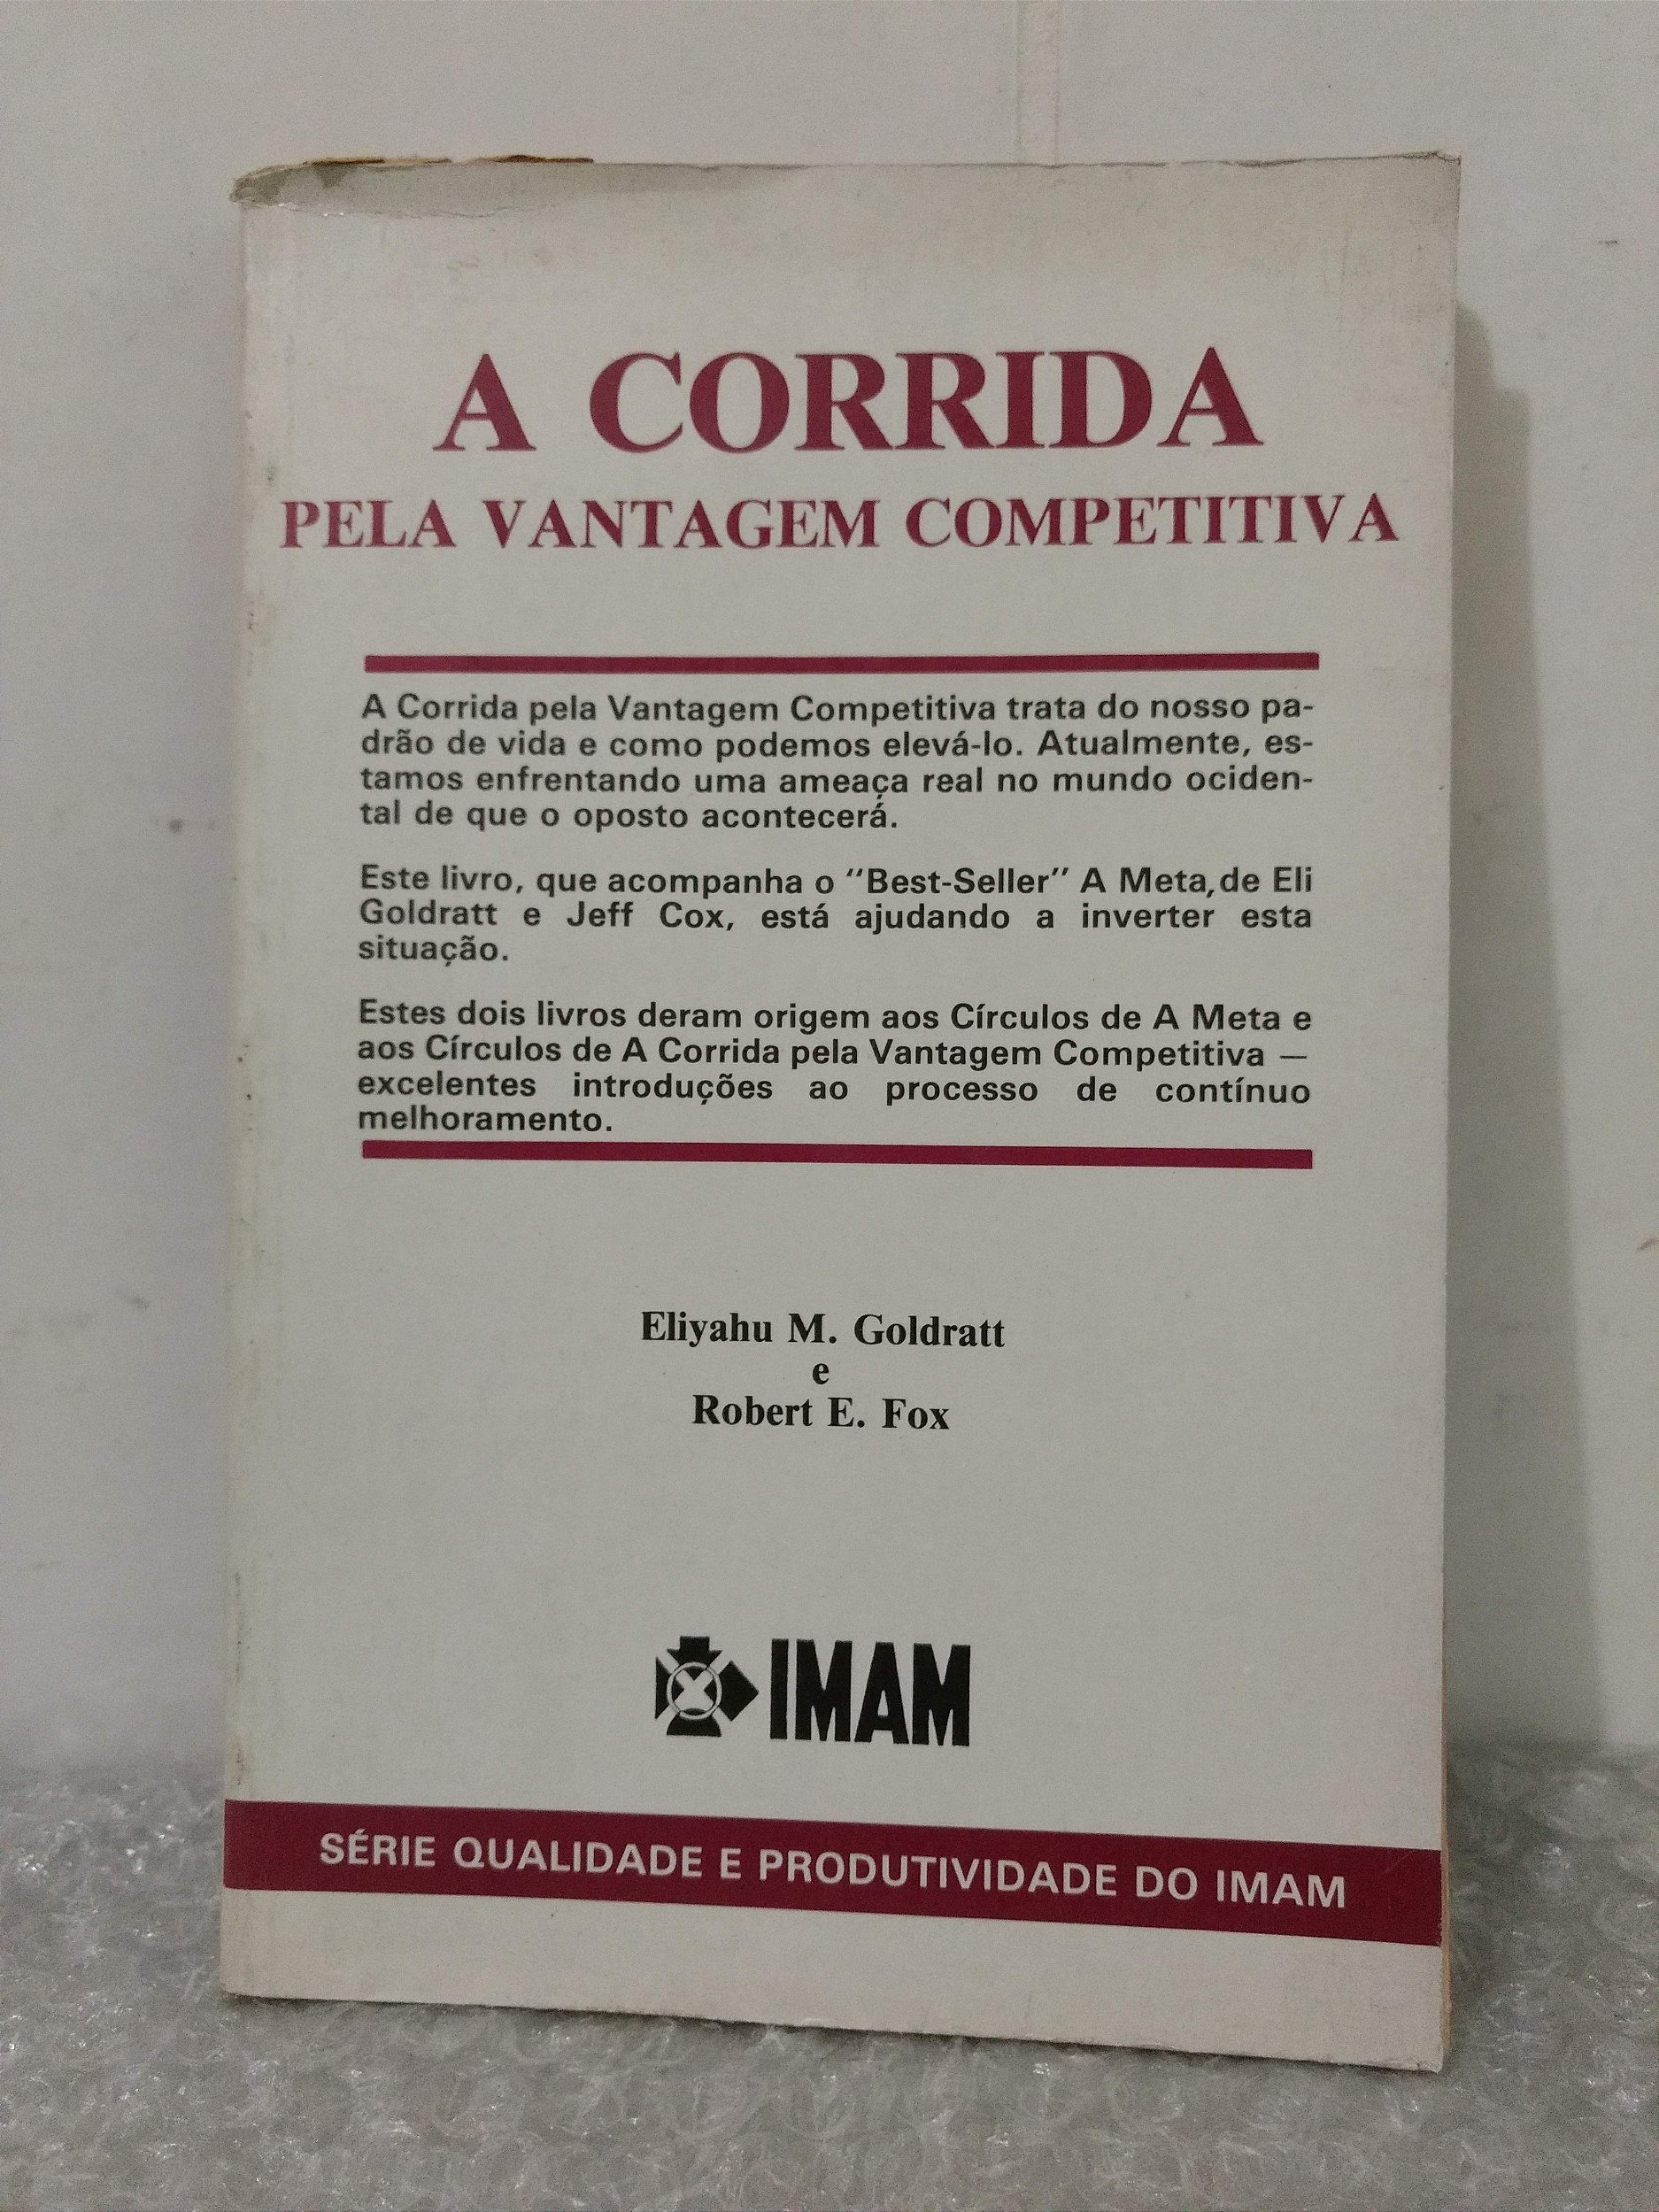 A CORRIDA
PELA VANTAGEM COMPETITIVA
A Corrida pela Vantagem Competitiva trata do nosso pa-
drão de vida e como podemos elevá-lo. Atualmente, es-
tamos enfrentando uma ameaça real no mundo ociden-
tal de que o oposto acontecerá.
Este livro, que acompanha o “Best-Seller” A Meta, de Eli
Goldratt e Jeff Cox, está ajudando a inverter esta
situação.
Estes dois livros deram origem aos Círculos de A Meta e
aos Círculos de A Corrida pela Vantagem Competitiva —
excelentes introduções ao processo de contínuo
melhoramento.
Eliyahu M. Goldratt
e
Robert E. Fox
IMAM
SÉRIE QUALIDADE E PRODUTIVIDADE DO IMAM